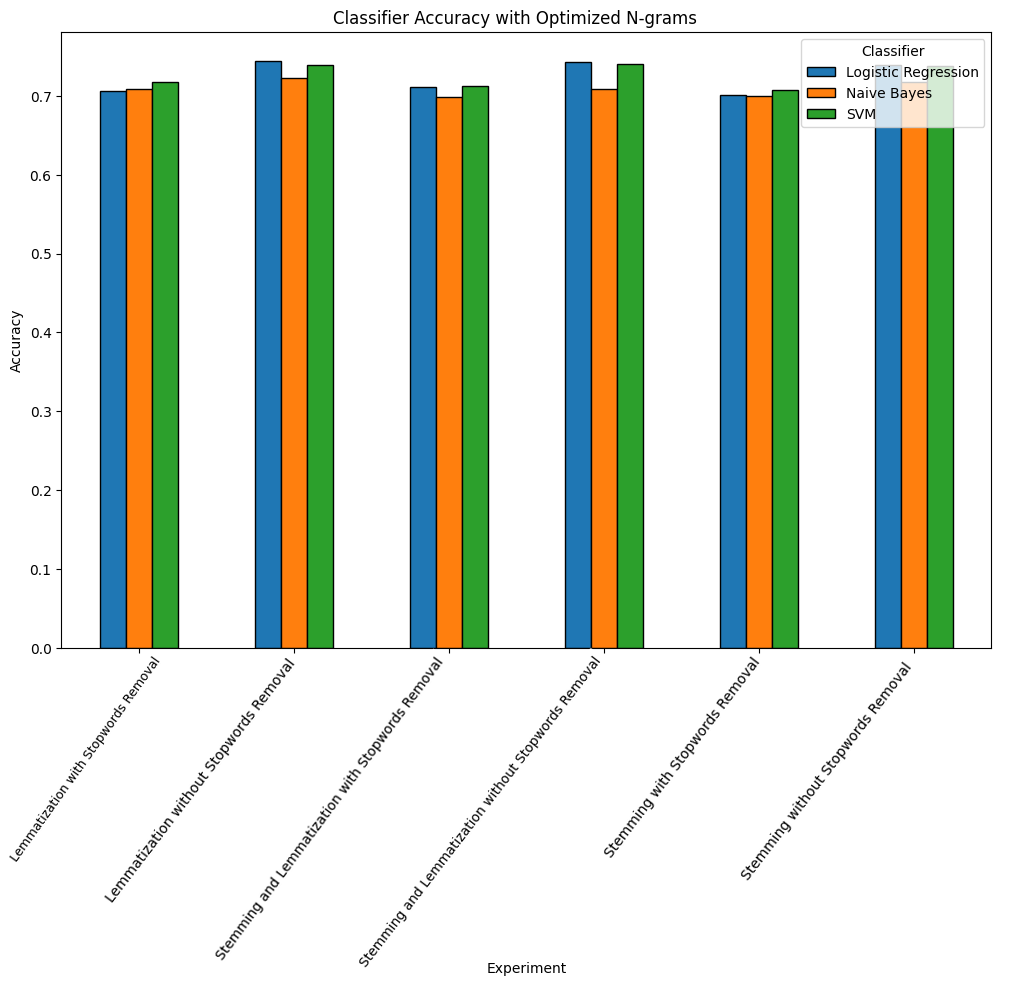 Classifier Accuracy with Optimized N-grams
Classifier
Logistic Regression
Naive Bayes
SVM
Accuracy
0.7
0.6
0.5
0.4
0.3
0.2
0.1
0.0
Lemmatization with Stopwords Removal
Lemmatization without Stopwords Removal
Stemming and Lemmatization with Stopwords Removal
Stemming and Lemmatization without Stopwords Removal
Stemming with Stopwords Removal
Stemming without Stopwords Removal
Experiment